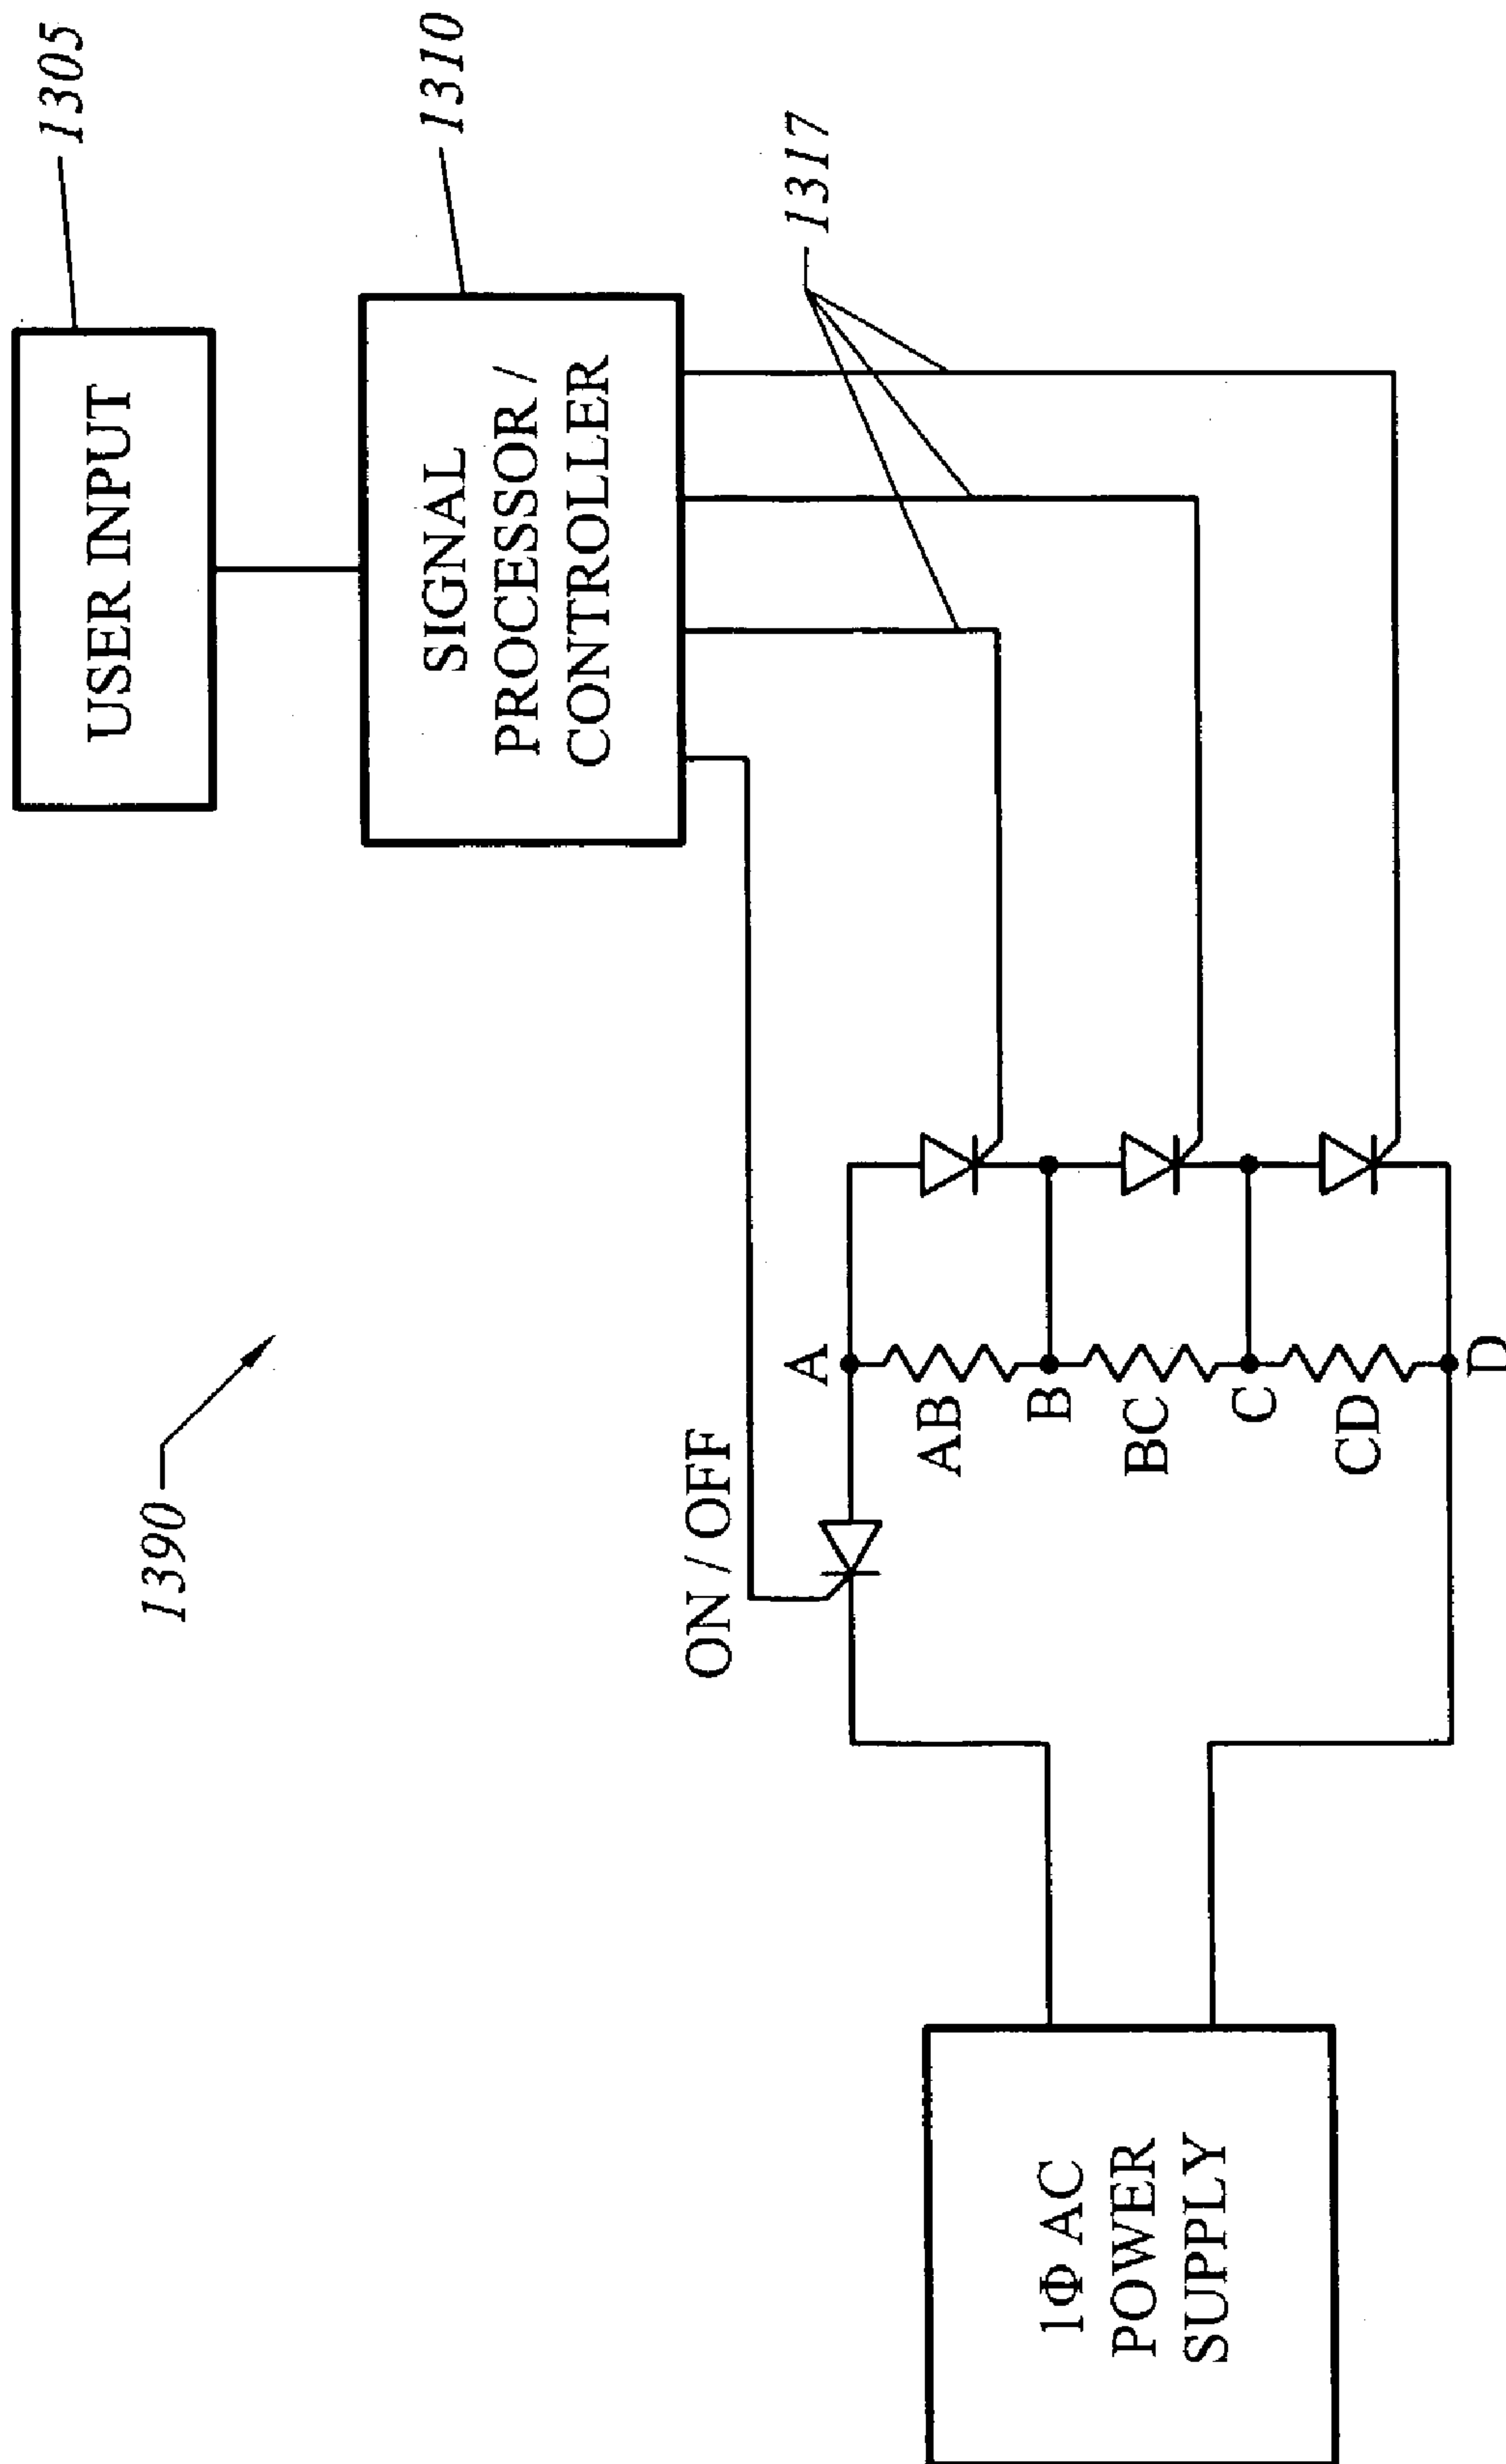 1305
USER INPUT
1310
SIGNAL
PROCESSOR /
CONTROLLER
1317
1390
ON / OFF
A
AB
B
BC
C
CD
D
1Φ AC
POWER
SUPPLY